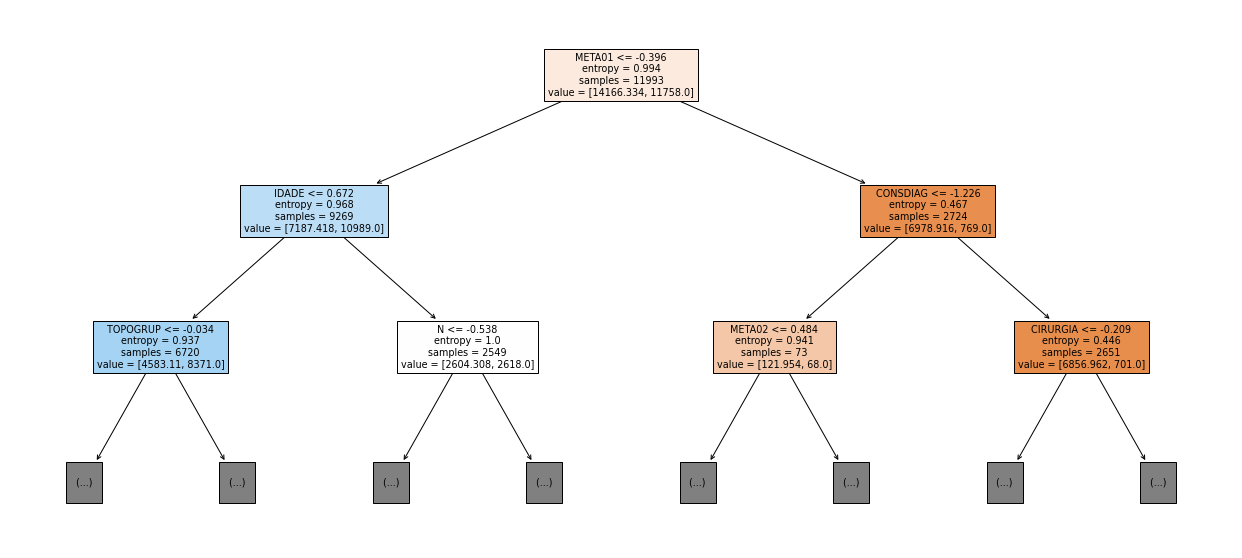 META01 <= -0.396
entropy = 0.994
samples = 11993
value = [14166.334, 11758.0]
IDADE <= 0.672
entropy = 0.968
samples = 9269
value = [7187.418, 10989.0]
CONSDIAG <= -1.226
entropy = 0.467
samples = 2724
value = [6978.916, 769.0]
TOPOGRUP <= -0.034
entropy = 0.937
samples = 6720
value = [4583.11, 8371.0]
N <= -0.538
entropy = 1.0
samples = 2549
value = [2604.308, 2618.0]
META02 <= 0.484
entropy = 0.941
samples = 73
value = [121.954, 68.0]
CIRURGIA <= -0.209
entropy = 0.446
samples = 2651
value = [6856.962, 701.0]
(...)
(...)
(...)
(...)
(...)
(...)
(...)
(...)